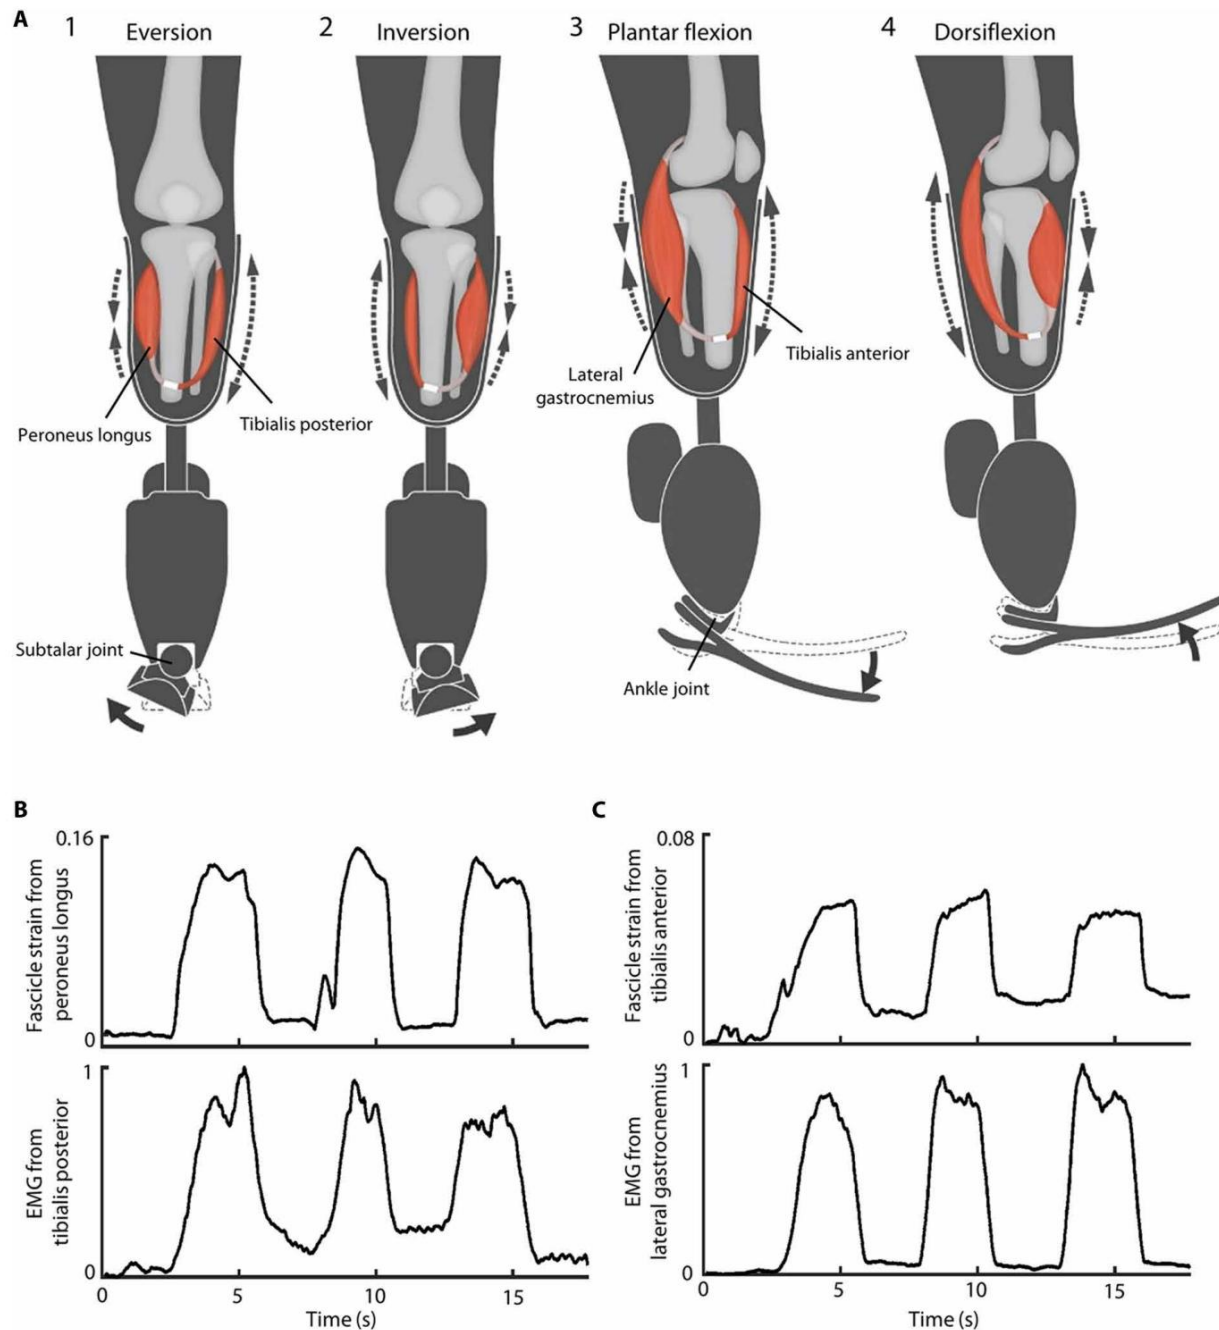 A
1 Eversion
2 Inversion
3 Plantar flexion
4 Dorsiflexion
Peroneus longus
Tibialis posterior
Lateral
gastrocnemius
Tibialis anterior
Subtalar joint
Ankle joint
B
Fascicle strain from
peroneus longus
0.16
0
EMG from
tibialis posterior
1
0
0 5 10 15
Time (s)
C
Fascicle strain from
tibialis anterior
0.08
0
EMG from
lateral gastrocnemius
1
0
0 5 10 15
Time (s)